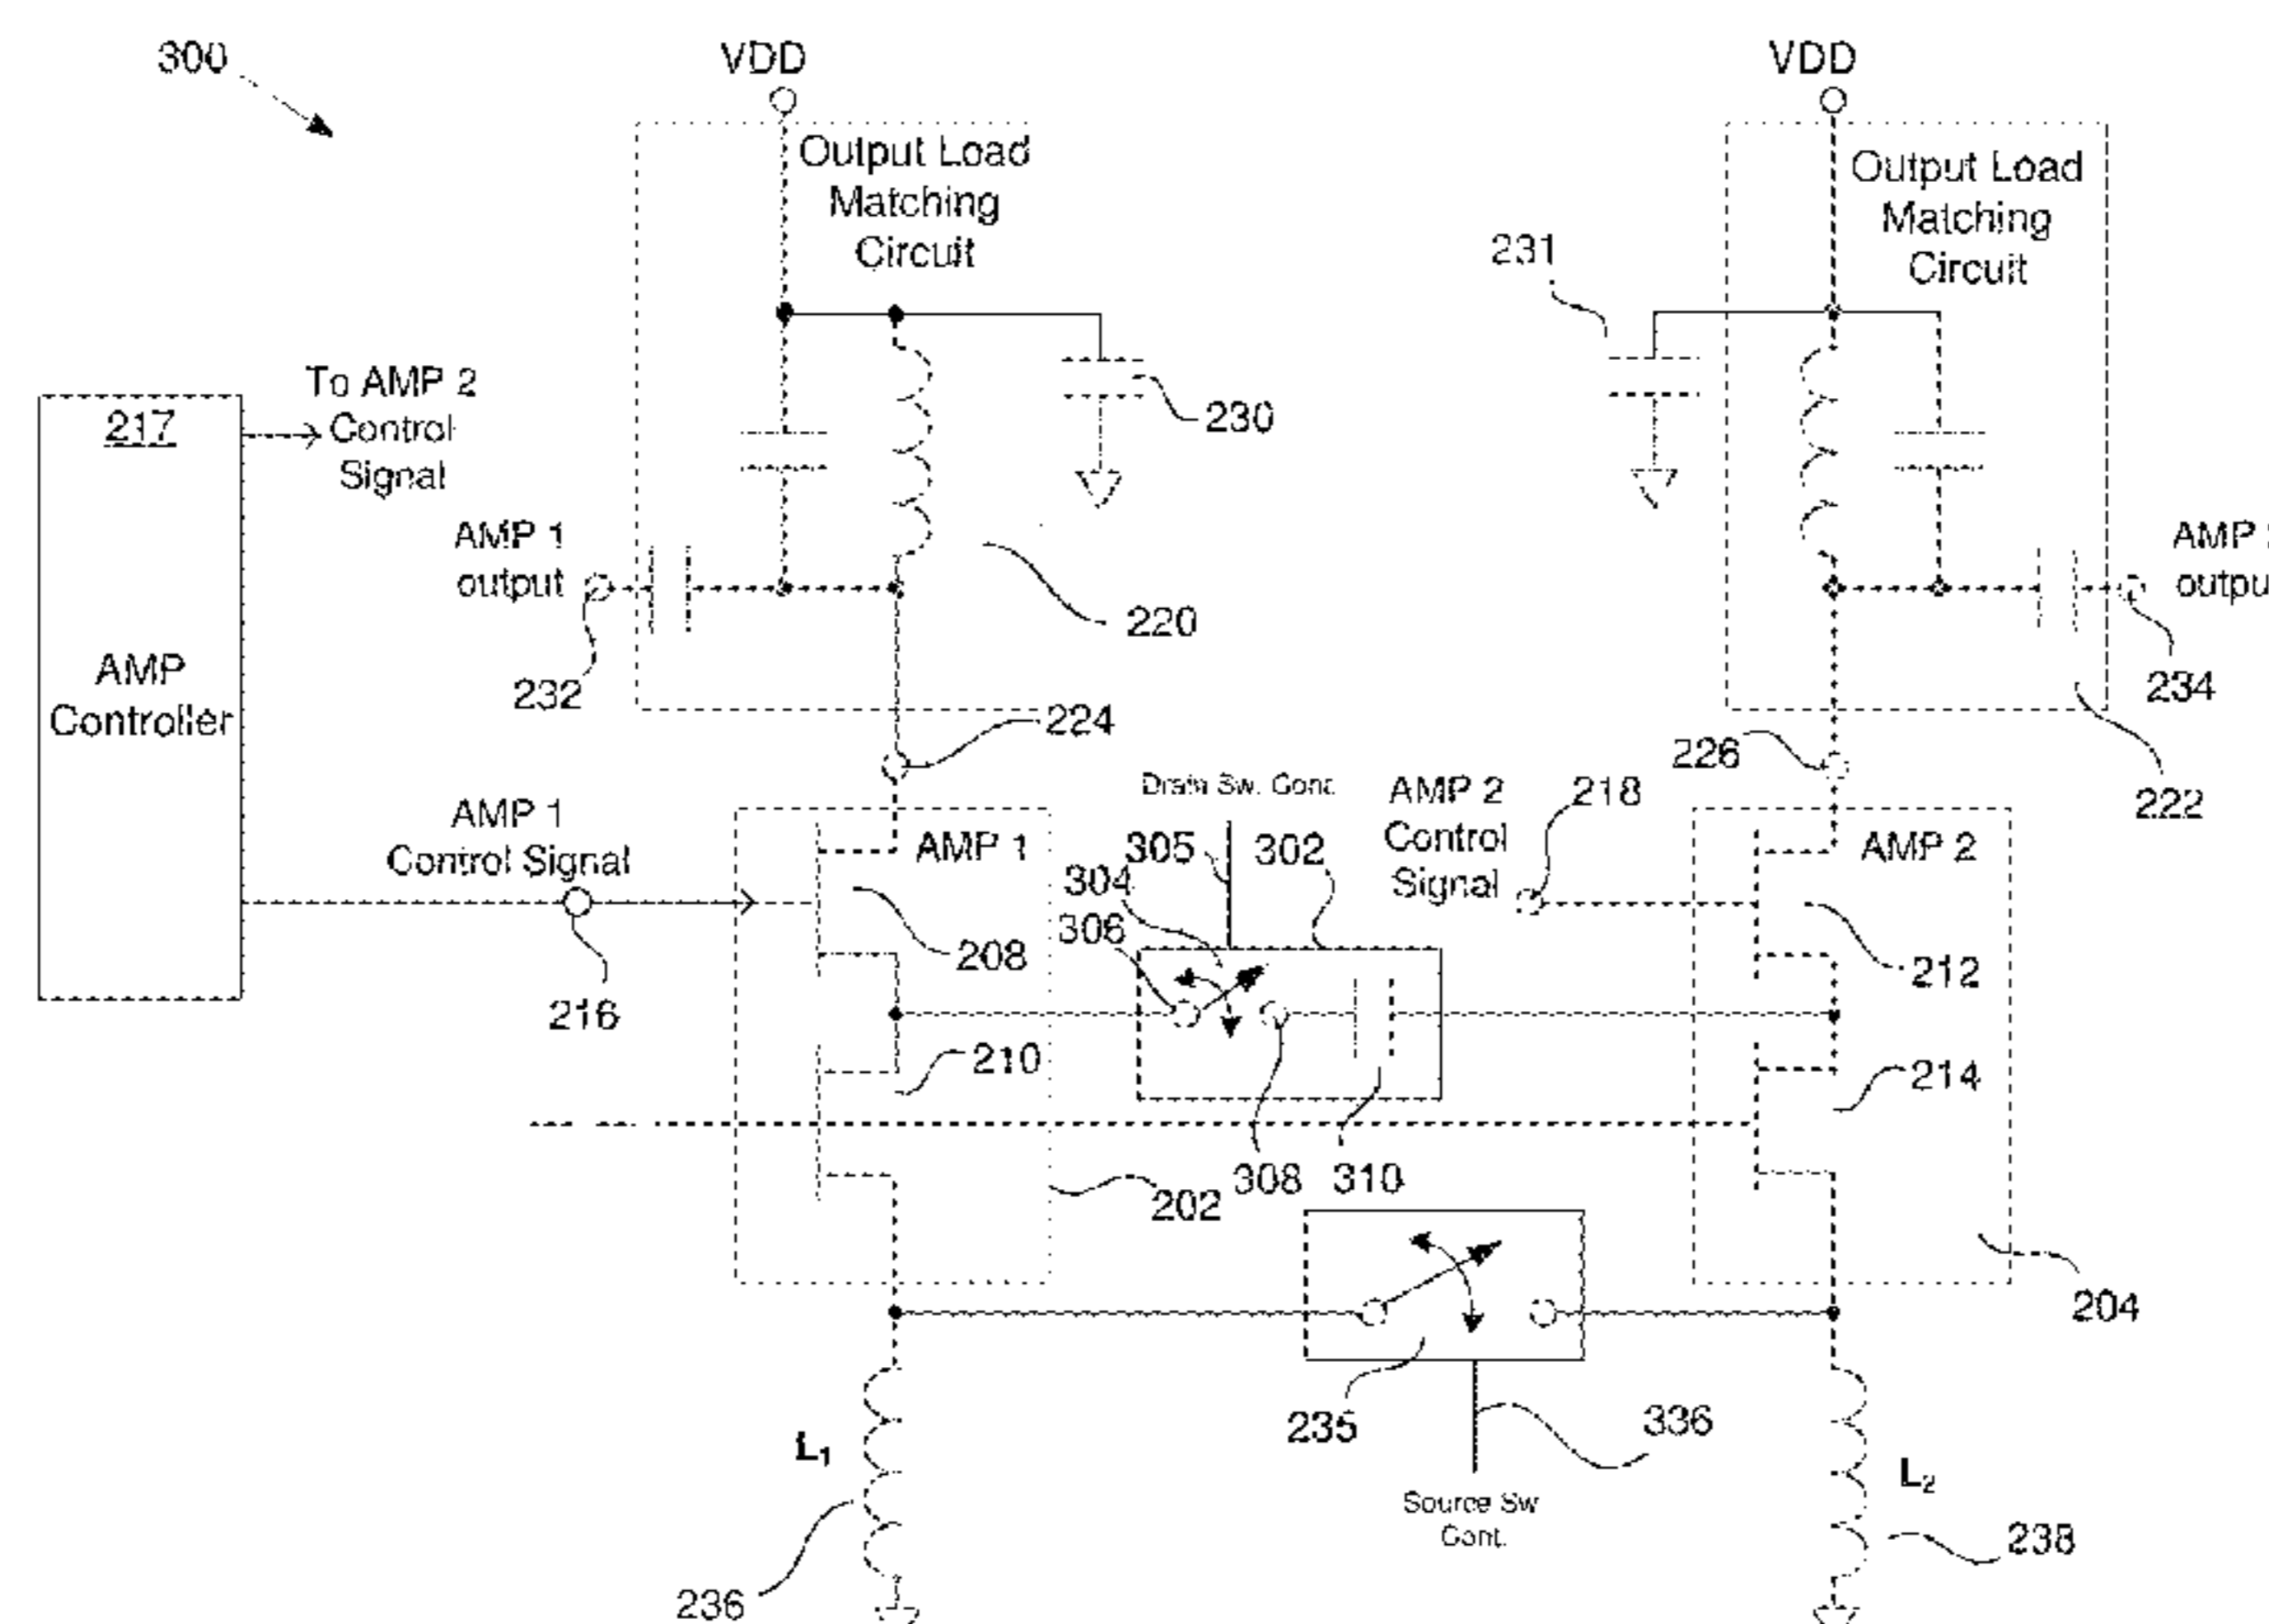 300
VDD
VDD
Output Load
Matching
Circuit
Output Load
Matching
Circuit
231
230
217
To AMP 2
Control
Signal
AMP 1
output
AMP
220
232
234
AMP
Controller
224
226
222
Drain Sw. Cont.
AMP 2
Control
Signal
218
AMP 1
Control Signal
AMP 1
305
302
304
306
AMP 2
208
212
216
210
214
308
310
202
204
235
336
L1
L2
Source Sw
Cont.
236
238